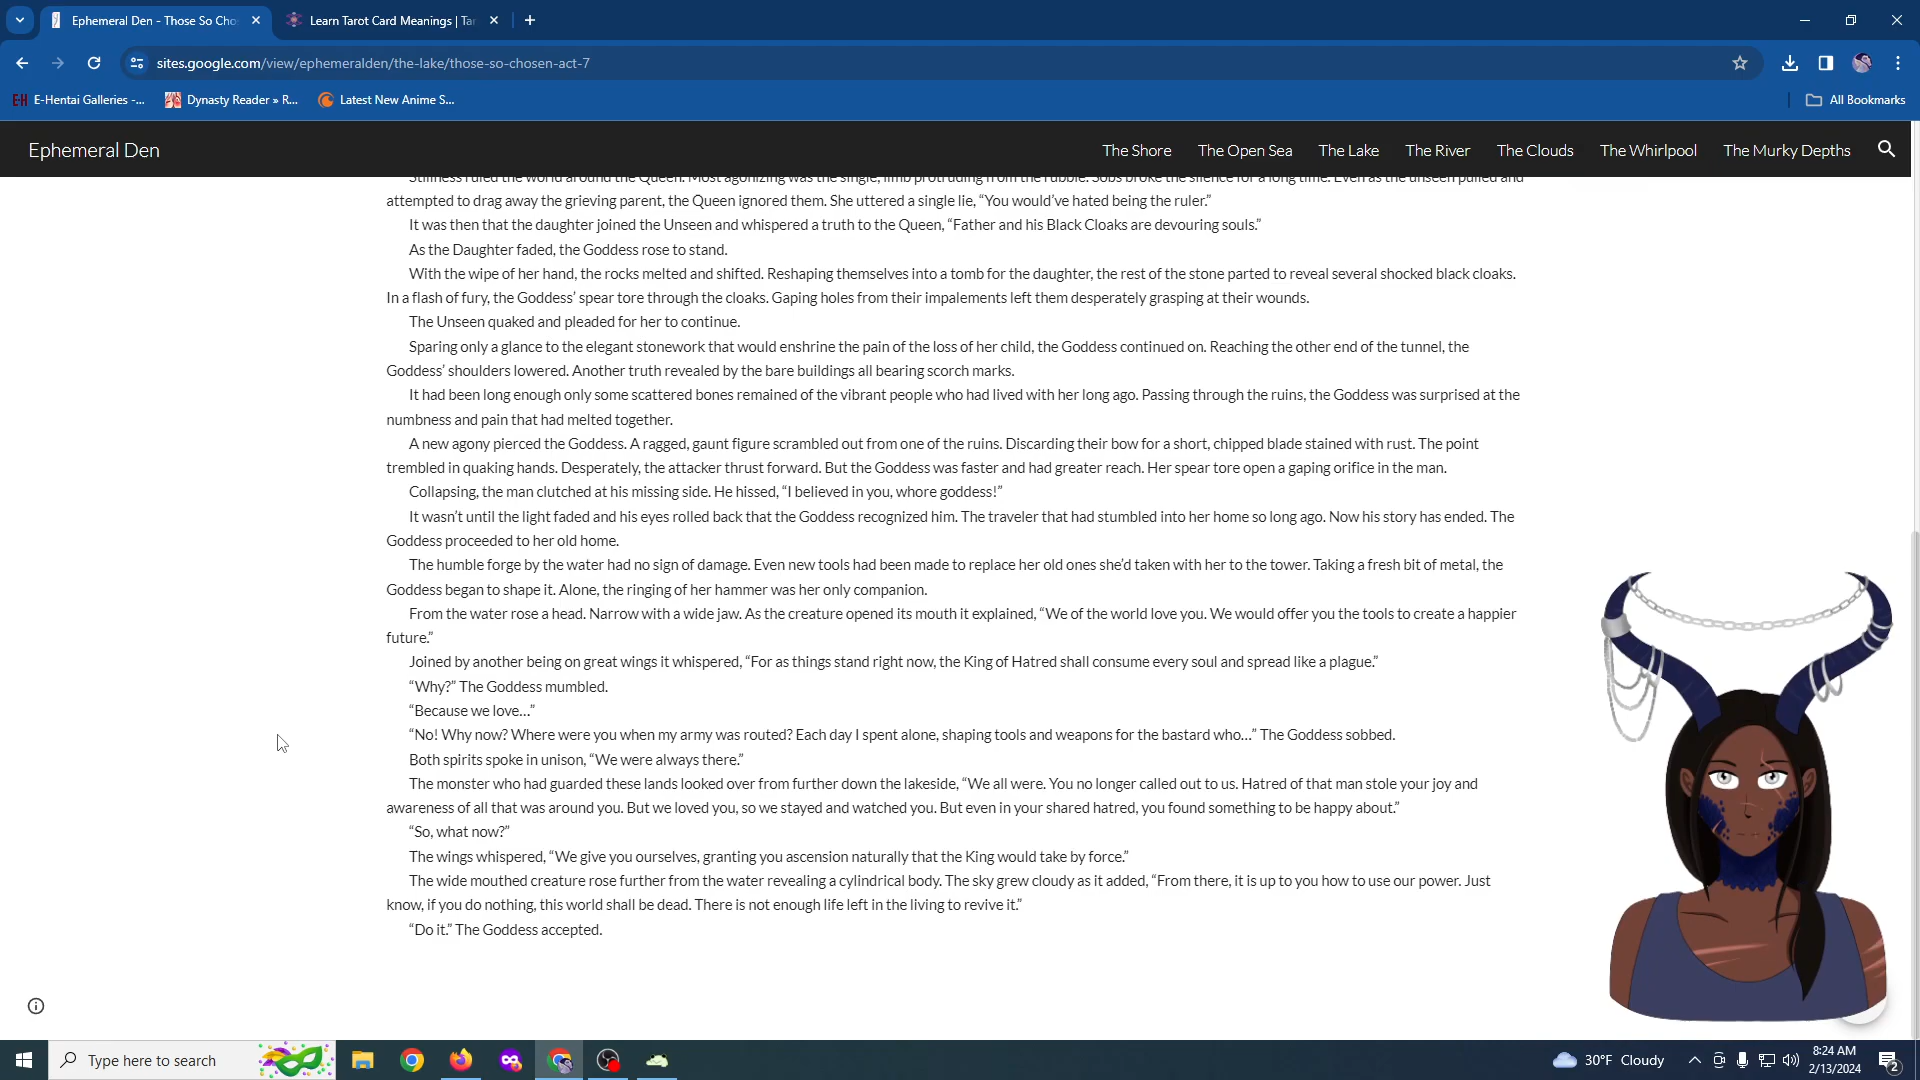 Ephemeral Den - Those So Cho
Learn Tarot Card Meanings | Ta
sites.google.com/view/ephemeralden/the-lake/those-so-chosen-act-7
E-H E-Hentai Galleries -...
Dynasty Reader » R...
Latest New Anime S...
All Bookmarks
Ephemeral Den
The Shore
The Open Sea
The Lake
The River
The Clouds
The Whirlpool
The Murky Depths
Stillness ruled the world around the Queen. Most agonizing was the single, limb protruding from the rubble. Sobs broke the silence for a long time. Even as the unseen pulled and
attempted to drag away the grieving parent, the Queen ignored them. She uttered a single lie, “You would’ve hated being the ruler.”
It was then that the daughter joined the Unseen and whispered a truth to the Queen, “Father and his Black Cloaks are devouring souls.”
As the Daughter faded, the Goddess rose to stand.
With the wipe of her hand, the rocks melted and shifted. Reshaping themselves into a tomb for the daughter, the rest of the stone parted to reveal several shocked black cloaks.
In a flash of fury, the Goddess’ spear tore through the cloaks. Gaping holes from their impalements left them desperately grasping at their wounds.
The Unseen quaked and pleaded for her to continue.
Sparing only a glance to the elegant stonework that would enshrine the pain of the loss of her child, the Goddess continued on. Reaching the other end of the tunnel, the
Goddess’ shoulders lowered. Another truth revealed by the bare buildings all bearing scorch marks.
It had been long enough only some scattered bones remained of the vibrant people who had lived with her long ago. Passing through the ruins, the Goddess was surprised at the
numbness and pain that had melted together.
A new agony pierced the Goddess. A ragged, gaunt figure scrambled out from one of the ruins. Discarding their bow for a short, chipped blade stained with rust. The point
trembled in quaking hands. Desperately, the attacker thrust forward. But the Goddess was faster and had greater reach. Her spear tore open a gaping orifice in the man.
Collapsing, the man clutched at his missing side. He hissed, “I believed in you, whore goddess!”
It wasn’t until the light faded and his eyes rolled back that the Goddess recognized him. The traveler that had stumbled into her home so long ago. Now his story has ended. The
Goddess proceeded to her old home.
The humble forge by the water had no sign of damage. Even new tools had been made to replace her old ones she’d taken with her to the tower. Taking a fresh bit of metal, the
Goddess began to shape it. Alone, the ringing of her hammer was her only companion.
From the water rose a head. Narrow with a wide jaw. As the creature opened its mouth it explained, “We of the world love you. We would offer you the tools to create a happier
future.”
Joined by another being on great wings it whispered, “For as things stand right now, the King of Hatred shall consume every soul and spread like a plague.”
“Why?” The Goddess mumbled.
“Because we love…”
“No! Why now? Where were you when my army was routed? Each day I spent alone, shaping tools and weapons for the bastard who…” The Goddess sobbed.
Both spirits spoke in unison, “We were always there.”
The monster who had guarded these lands looked over from further down the lakeside, “We all were. You no longer called out to us. Hatred of that man stole your joy and
awareness of all that was around you. But we loved you, so we stayed and watched you. But even in your shared hatred, you found something to be happy about.”
“So, what now?”
The wings whispered, “We give you ourselves, granting you ascension naturally that the King would take by force.”
The wide mouthed creature rose further from the water revealing a cylindrical body. The sky grew cloudy as it added, “From there, it is up to you how to use our power. Just
know, if you do nothing, this world shall be dead. There is not enough life left in the living to revive it.”
“Do it.” The Goddess accepted.
Type here to search
30°F Cloudy
8:24 AM
2/13/2024
2